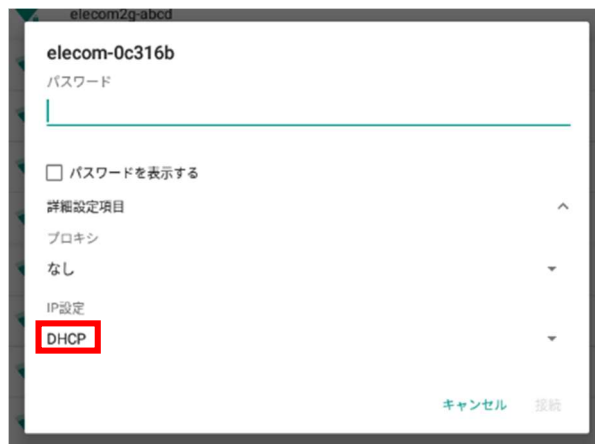 elecom2g-abcd
elecom-0c316b
パスワード
パスワードを表示する
詳細設定項目
プロキシ
なし
IP設定
DHCP
キャンセル
接続